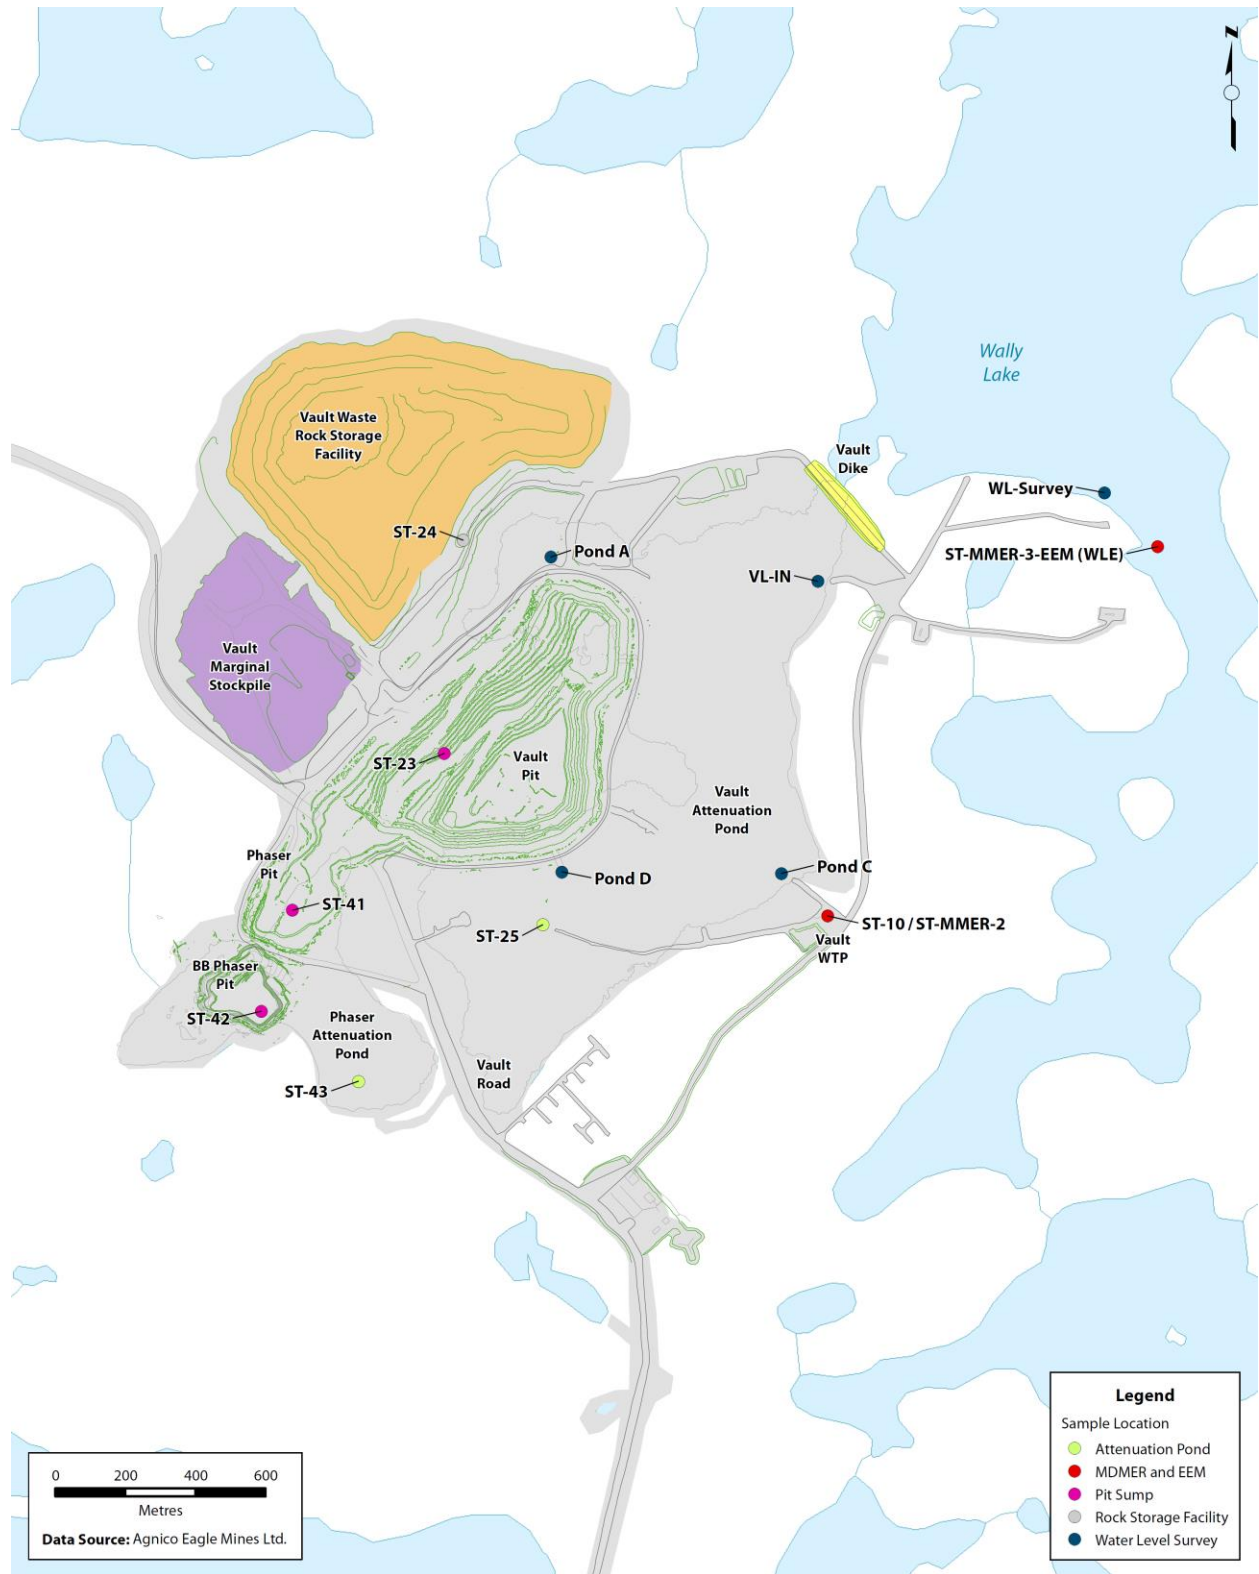 N
Wally
Lake
Vault Waste
Rock Storage
Facility
Vault
Dike
WL-Survey
ST-24
Pond A
ST-MMER-3-EEM (WLE)
VL-IN
Vault
Marginal
Stockpile
ST-23
Vault
Pit
Vault
Attenuation
Pond
Phaser
Pit
Pond D
Pond C
ST-41
ST-25
ST-10 / ST-MMER-2
Vault
WTP
BB Phaser
Pit
ST-42
Phaser
Attenuation
Pond
Vault
Road
ST-43
Legend
Sample Location
Attenuation Pond
MDMER and EEM
Pit Sump
Rock Storage Facility
Water Level Survey
0 200 400 600
Metres
Data Source: Agnico Eagle Mines Ltd.